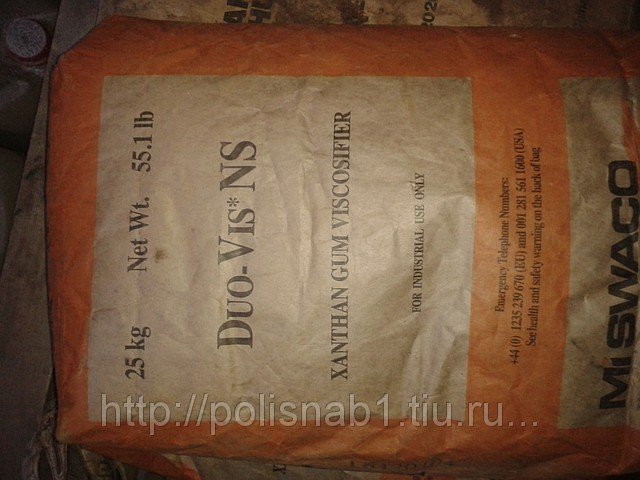 25 kg Net Wt. 55.1 lb
DUO-VIS* NS
XANTHAN GUM VISCOSIFIER
FOR INDUSTRIAL USE ONLY
Emergency Telephone Numbers:
+44 (0) 1235 239 670 (EU) and 001 281 561 1600 (USA)
See health and safety warning on the back of bag
MI SWACO
http://polisnab1.tiu.ru...